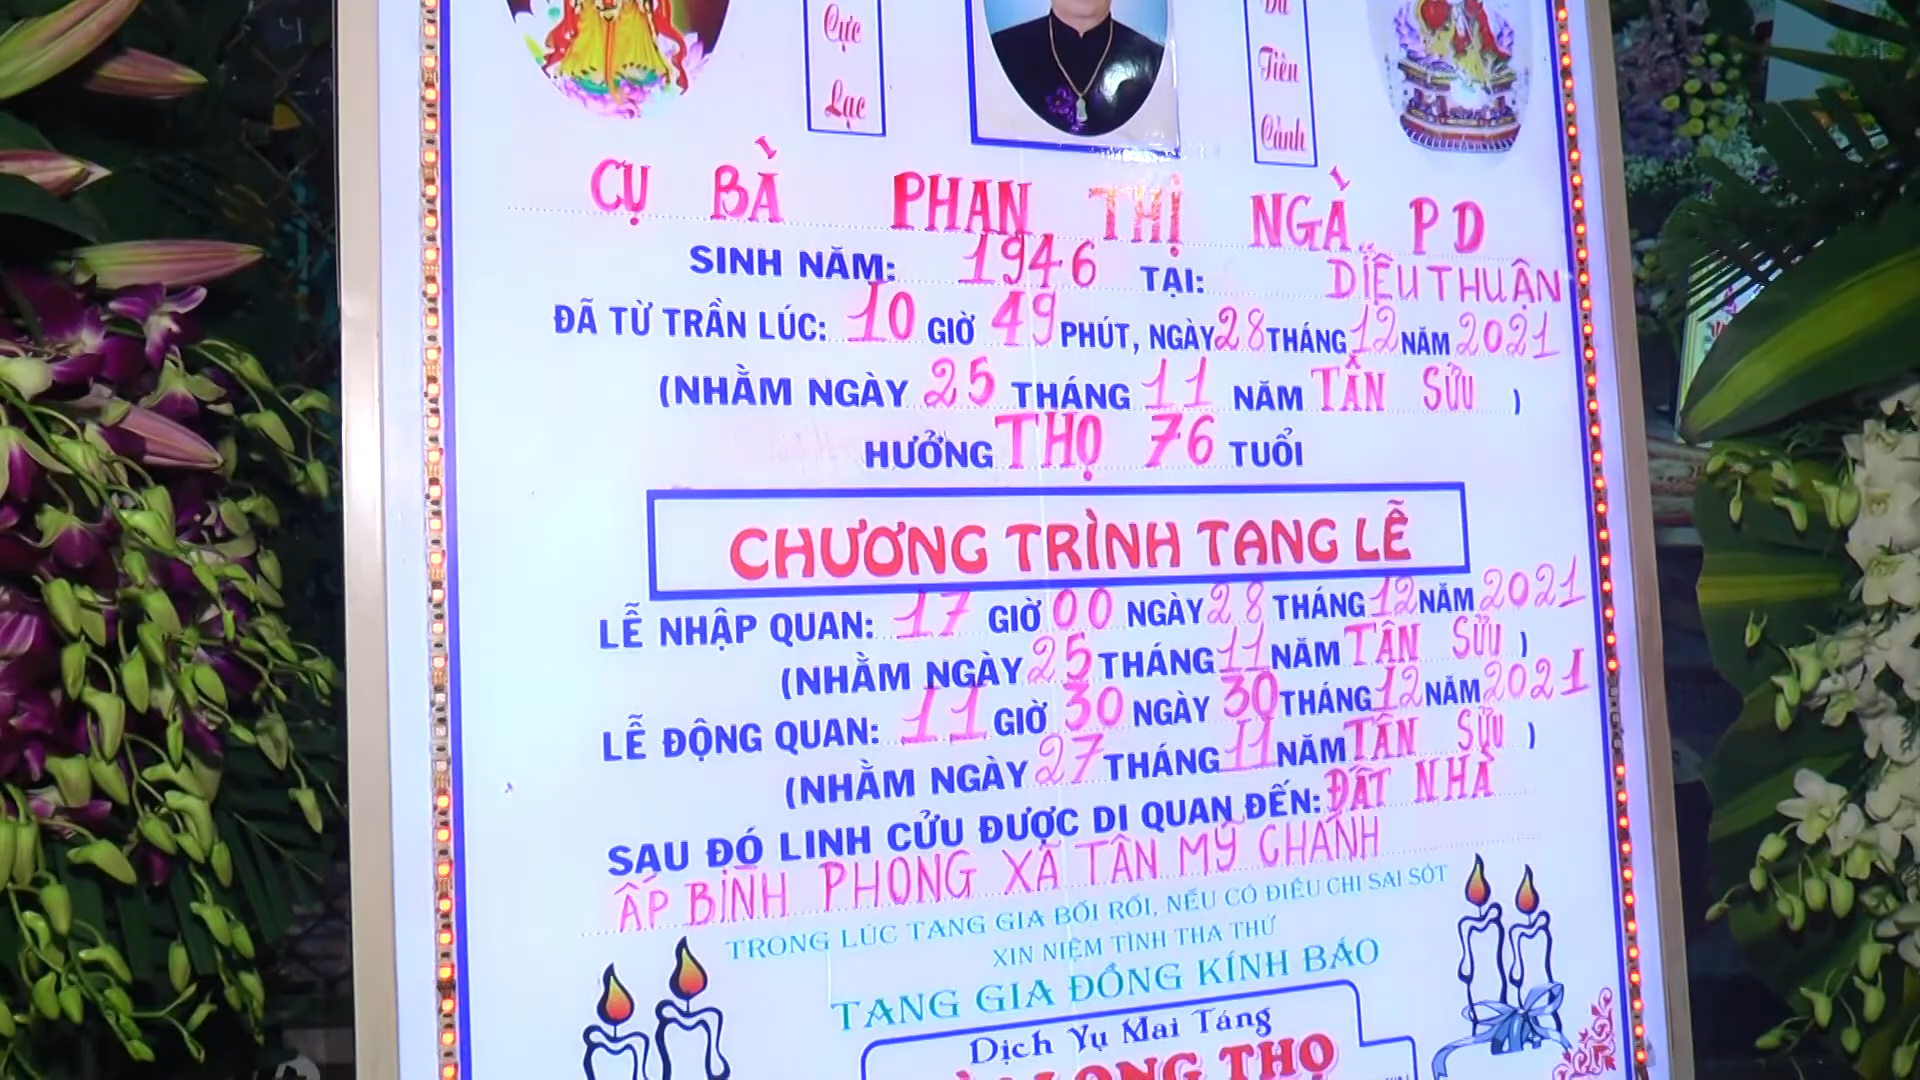 Cực
Lạc
Tiên
Cảnh
CỤ BÀ PHAN THỊ NGÀ PD
SINH NĂM: 1946 TẠI: DIỆU THUẬN
ĐÃ TỪ TRẦN LÚC: 10 GIỜ 49 PHÚT, NGÀY 28 THÁNG 12 NĂM 2021
(NHẰM NGÀY 25 THÁNG 11 NĂM TÂN SỬU )
HƯỞNG THỌ 76 TUỔI
CHƯƠNG TRÌNH TANG LỄ
LỄ NHẬP QUAN: 17 GIỜ 00 NGÀY 28 THÁNG 12 NĂM 2021
(NHẰM NGÀY 25 THÁNG 11 NĂM TÂN SỬU )
LỄ ĐỘNG QUAN: 11 GIỜ 30 NGÀY 30 THÁNG 12 NĂM 2021
(NHẰM NGÀY 27 THÁNG 11 NĂM TÂN SỬU )
SAU ĐÓ LINH CỬU ĐƯỢC DI QUAN ĐẾN: ĐẤT NHÀ
ẤP BÌNH PHONG XÃ TÂN MỸ CHÁNH
TRONG LÚC TANG GIA BỐI RỐI, NẾU CÓ ĐIỀU CHI SAI SÓT
XIN NIỆM TÌNH THA THỨ
TANG GIA ĐỒNG KÍNH BÁO
Dịch Vụ Mai Táng
LONG THỌ